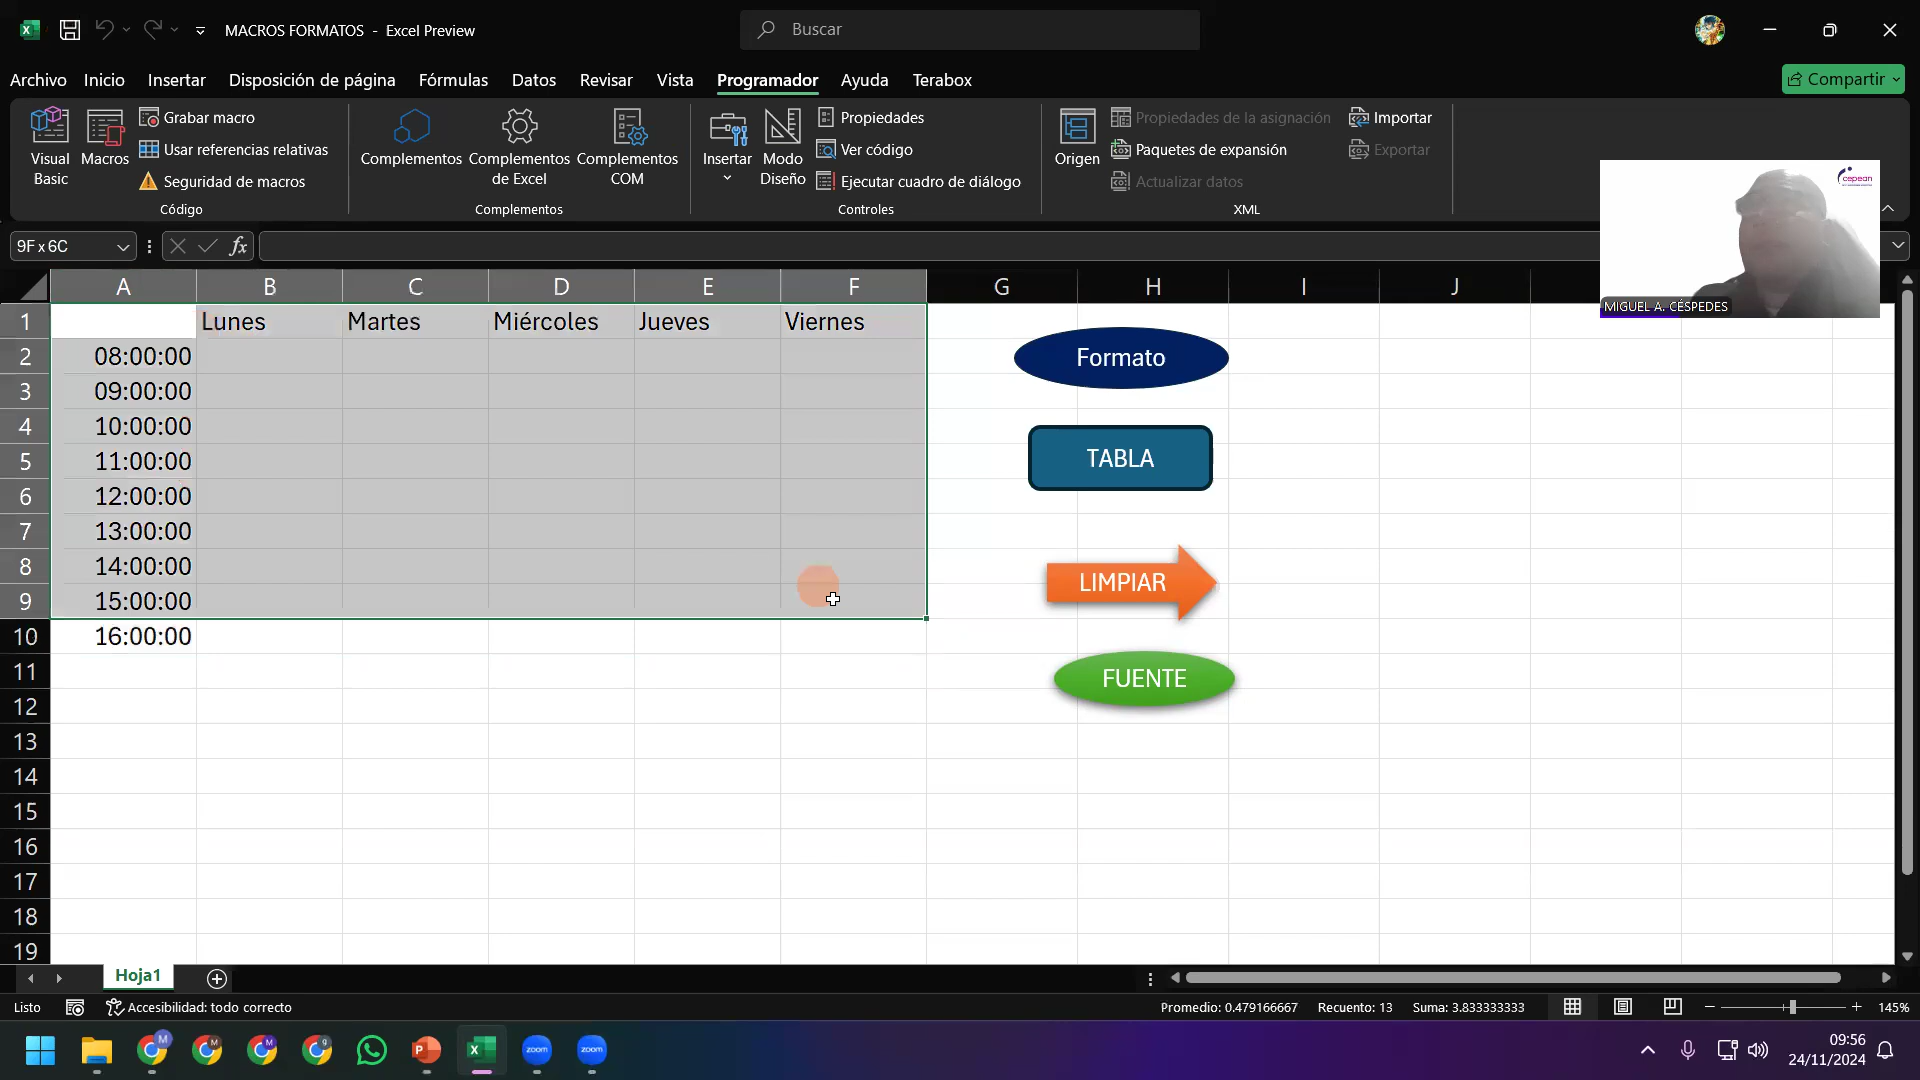 MACROS FORMATOS - Excel Preview
Buscar
Archivo Inicio Insertar Disposición de página Fórmulas Datos Revisar Vista Programador Ayuda Terabox
Compartir
Visual Basic
Macros
Grabar macro
Usar referencias relativas
Seguridad de macros
Código
Complementos
Complementos de Excel
Complementos COM
Complementos
Insertar
Modo Diseño
Propiedades
Ver código
Ejecutar cuadro de diálogo
Controles
Origen
Propiedades de la asignación
Paquetes de expansión
Actualizar datos
Importar
Exportar
XML
cepean
MIGUEL A. CÉSPEDES
9F x 6C
fx
A B C D E F G H I J
1 Lunes Martes Miércoles Jueves Viernes
2 08:00:00
3 09:00:00
4 10:00:00
5 11:00:00
6 12:00:00
7 13:00:00
8 14:00:00
9 15:00:00
10 16:00:00
11
12
13
14
15
16
17
18
19
Formato
TABLA
LIMPIAR
FUENTE
Hoja1
Listo
Accesibilidad: todo correcto
Promedio: 0.479166667 Recuento: 13 Suma: 3.833333333
145%
zoom
zoom
09:56
24/11/2024